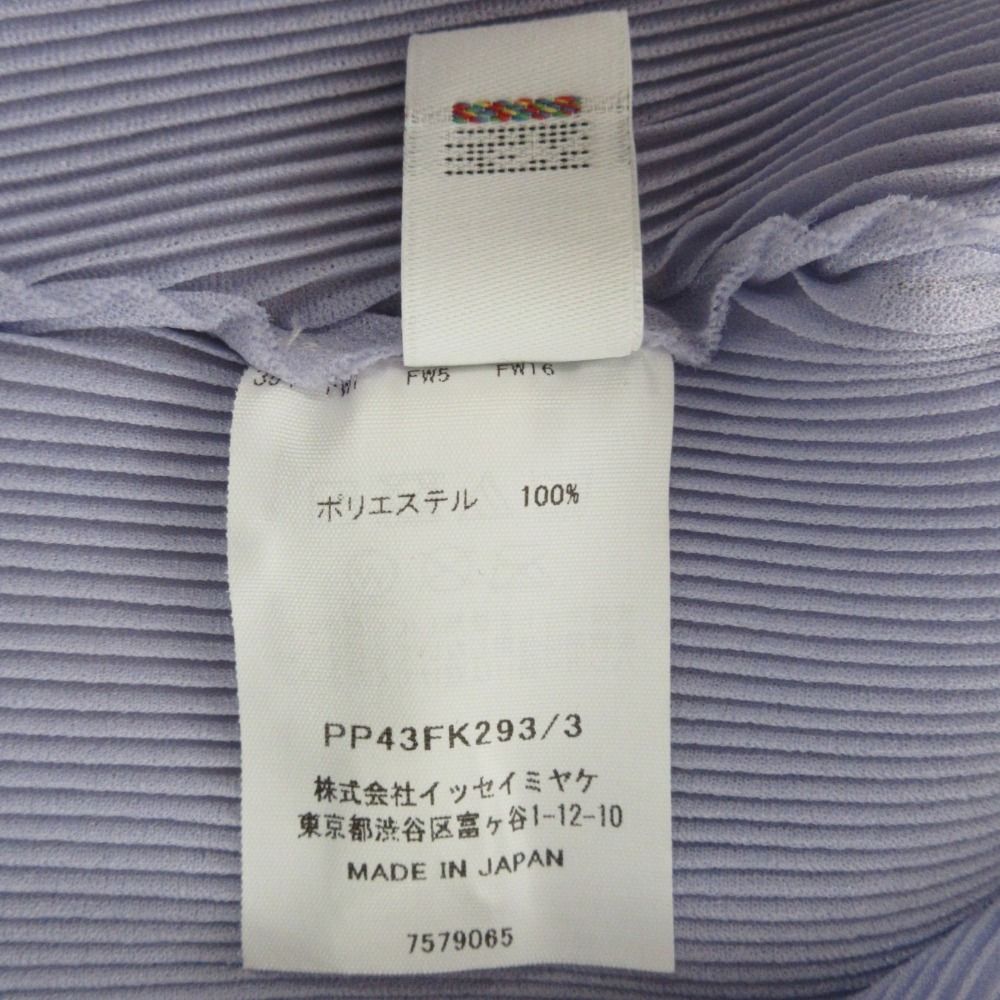 FW5 FW16
ポリエステル 100%
PP43FK293/3
株式会社イッセイミヤケ
東京都渋谷区富ヶ谷1-12-10
MADE IN JAPAN
7579065